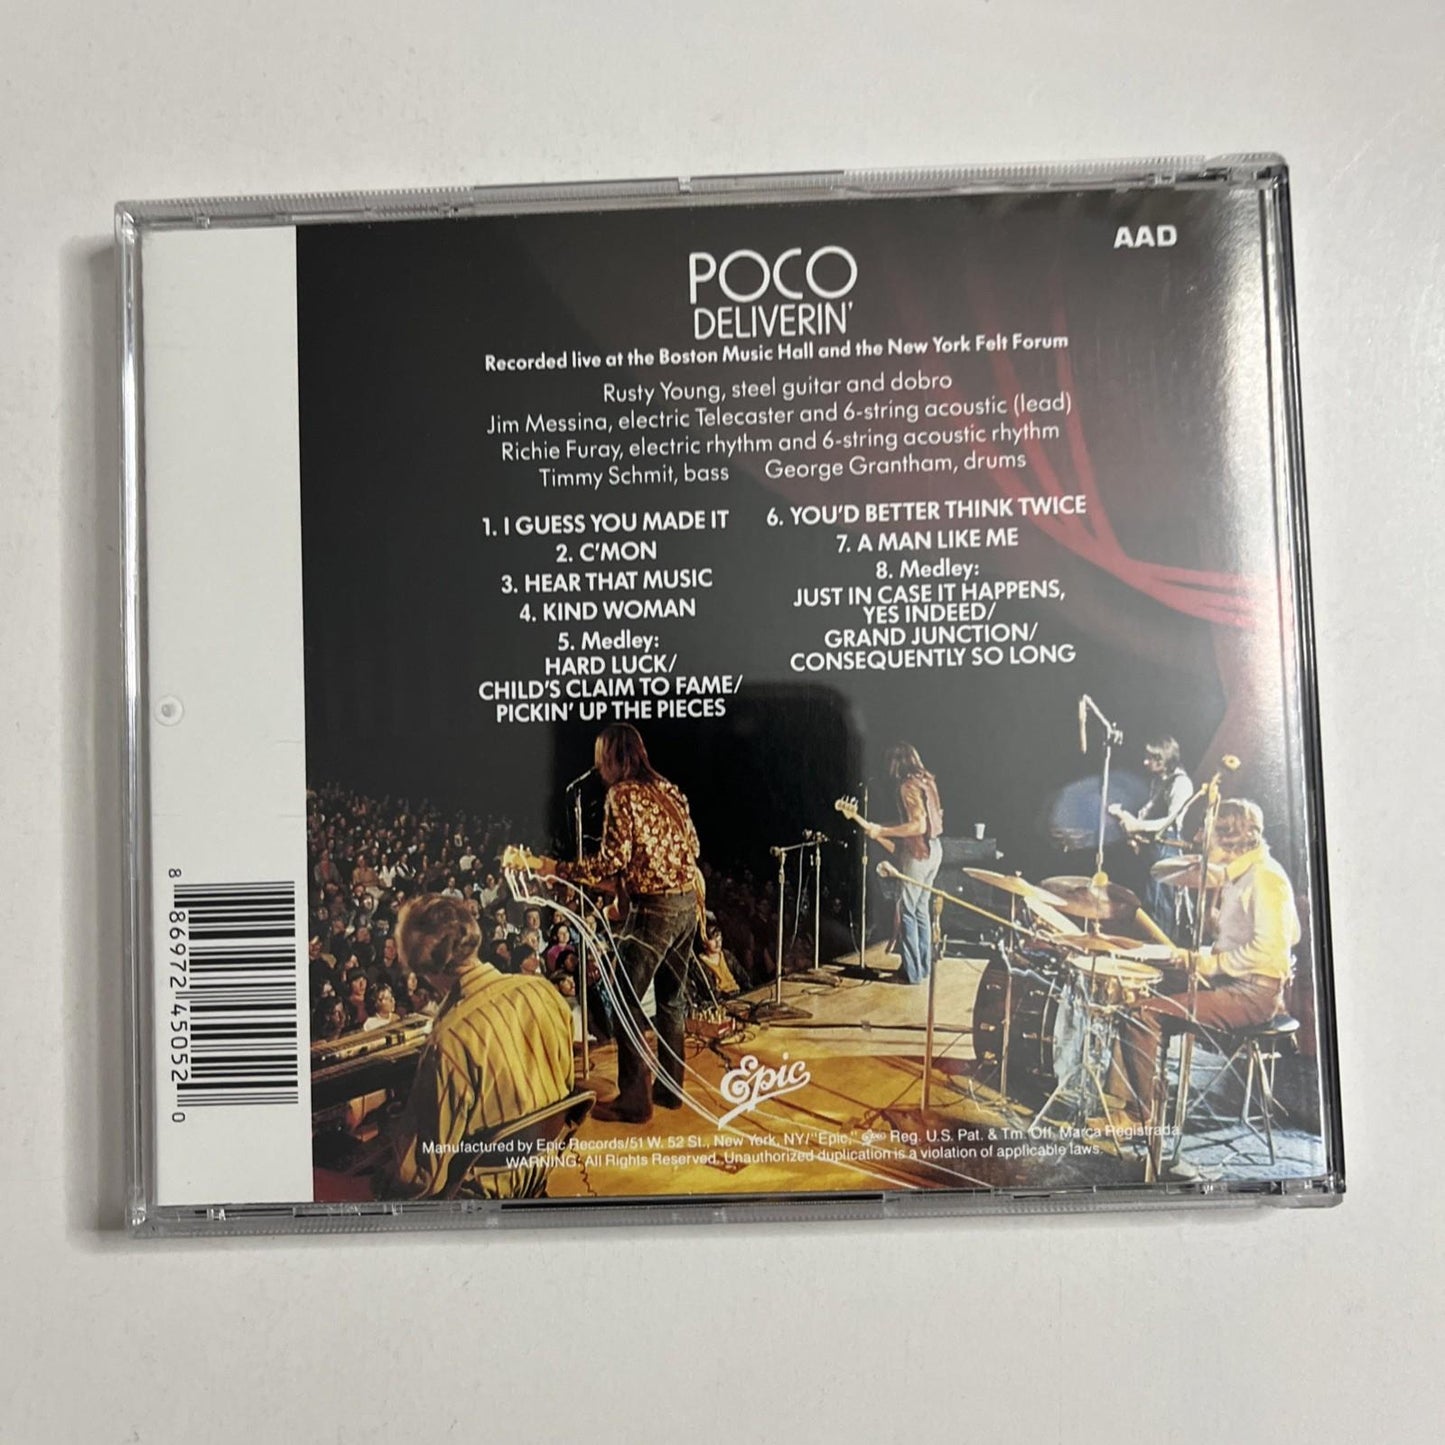 AAD
POCO
DELIVERIN'
Recorded live at the Boston Music Hall and the New York Felt Forum
Rusty Young, steel guitar and dobro
Jim Messina, electric Telecaster and 6-string acoustic (lead)
Richie Furay, electric rhythm and 6-string acoustic rhythm
Timmy Schmit, bass George Grantham, drums
1. I GUESS YOU MADE IT
2. C'MON
3. HEAR THAT MUSIC
4. KIND WOMAN
5. Medley:
HARD LUCK/
CHILD'S CLAIM TO FAME/
PICKIN' UP THE PIECES
6. YOU'D BETTER THINK TWICE
7. A MAN LIKE ME
8. Medley:
JUST IN CASE IT HAPPENS,
YES INDEED/
GRAND JUNCTION/
CONSEQUENTLY SO LONG
8 86972 45052 0
Epic
Manufactured by Epic Records/51 W. 52 St., New York, NY/"Epic," Epic Reg. U.S. Pat. & Tm. Off. Marca Registrada.
WARNING: All Rights Reserved. Unauthorized duplication is a violation of applicable laws.